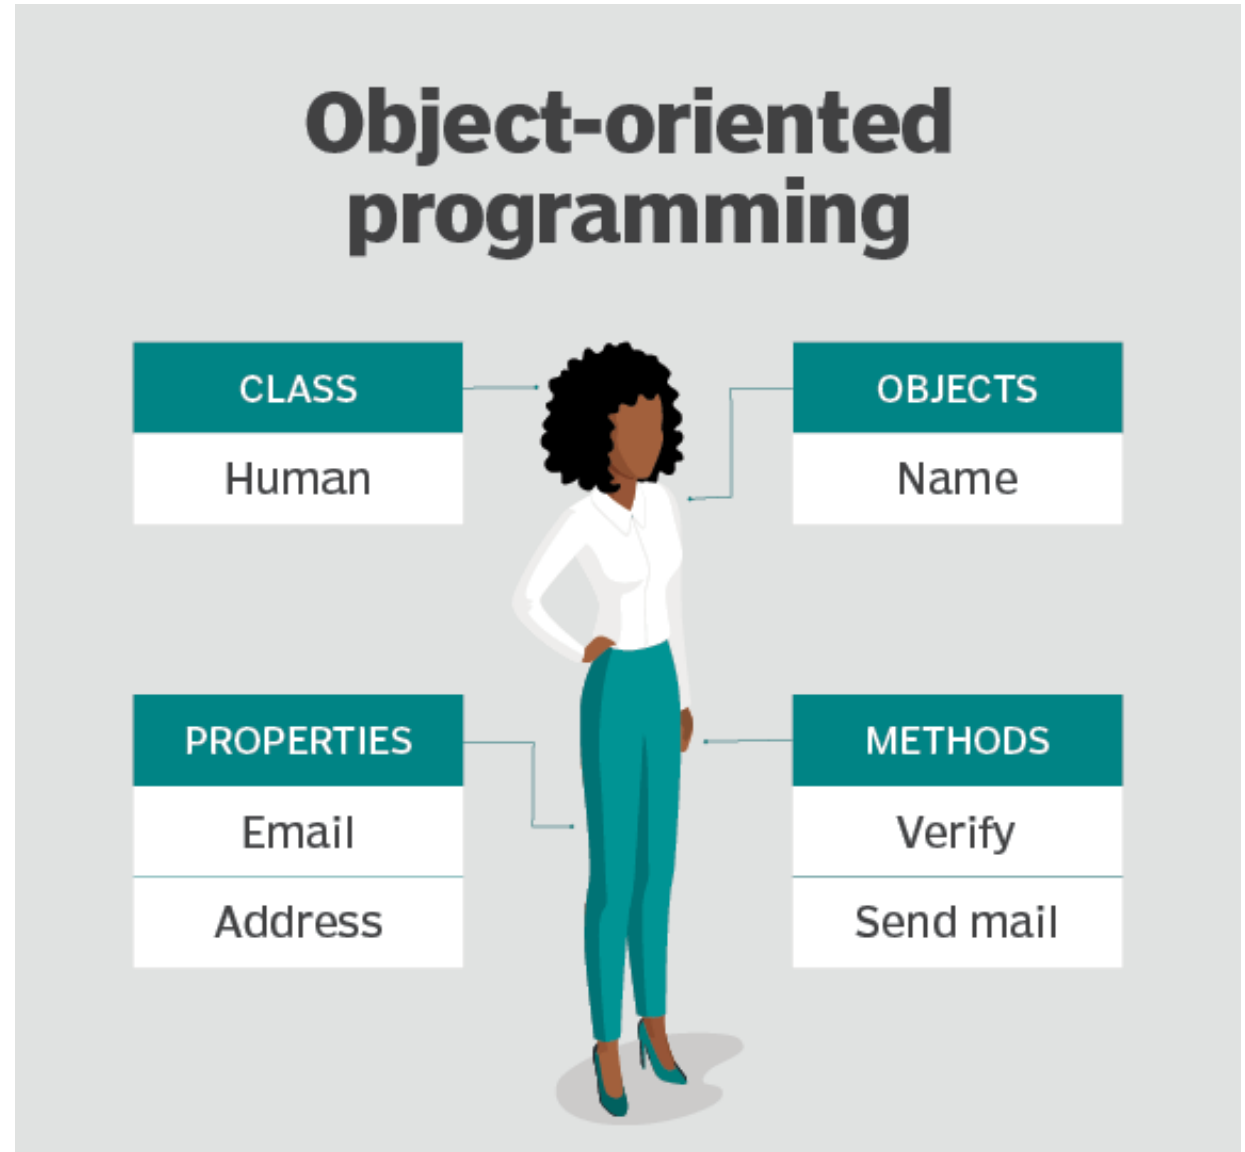 Object-oriented
programming
CLASS
Human
OBJECTS
Name
PROPERTIES
Email
Address
METHODS
Verify
Send mail